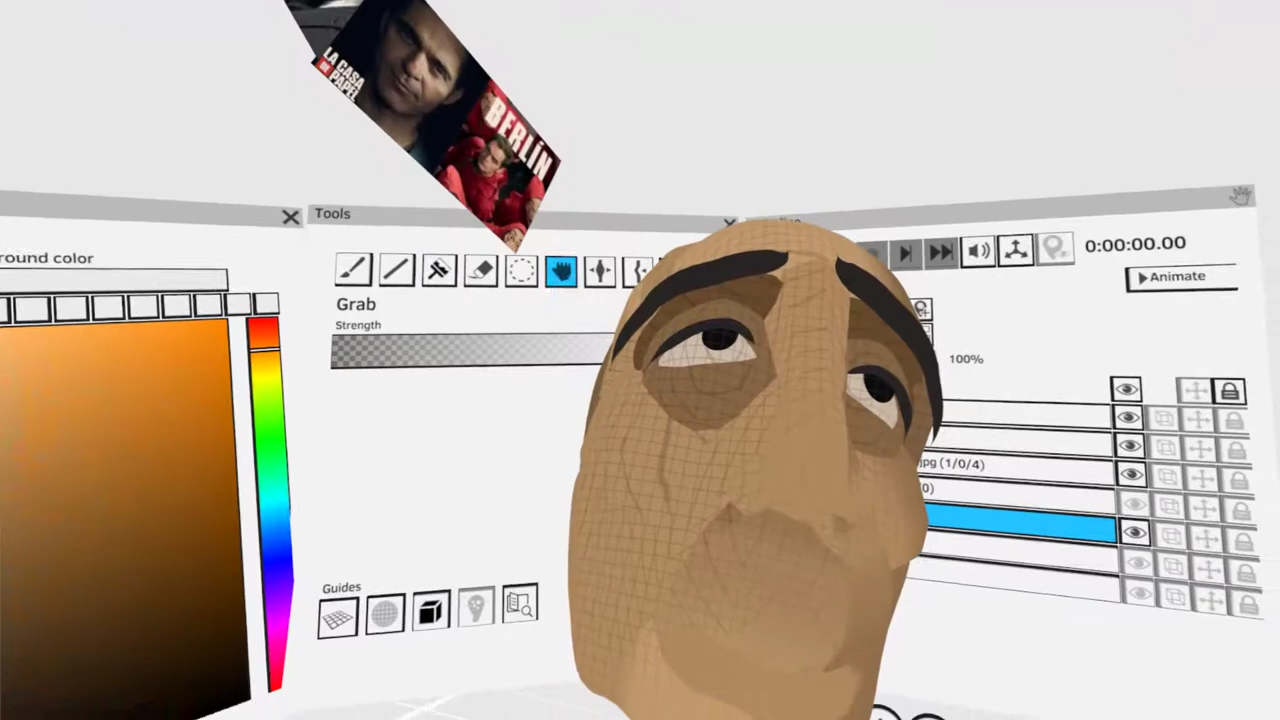 LA CASA
DE PAPEL
BERLÍN
round color
Tools
Grab
Strength
0:00:00.00
Animate
100%
jpg (1/0/4)
0)
Guides